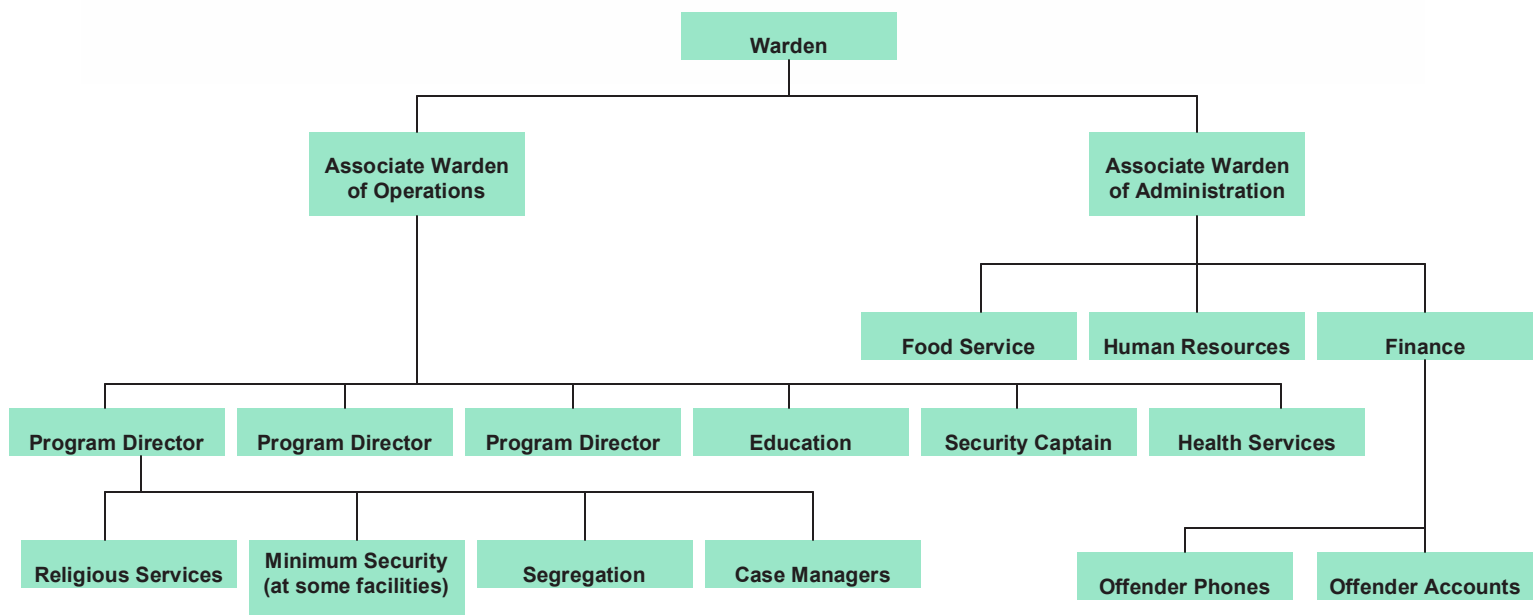 Warden
Associate Warden
of Operations
Associate Warden
of Administration
Food Service
Human Resources
Finance
Program Director
Program Director
Program Director
Education
Security Captain
Health Services
Religious Services
Minimum Security
(at some facilities)
Segregation
Case Managers
Offender Phones
Offender Accounts